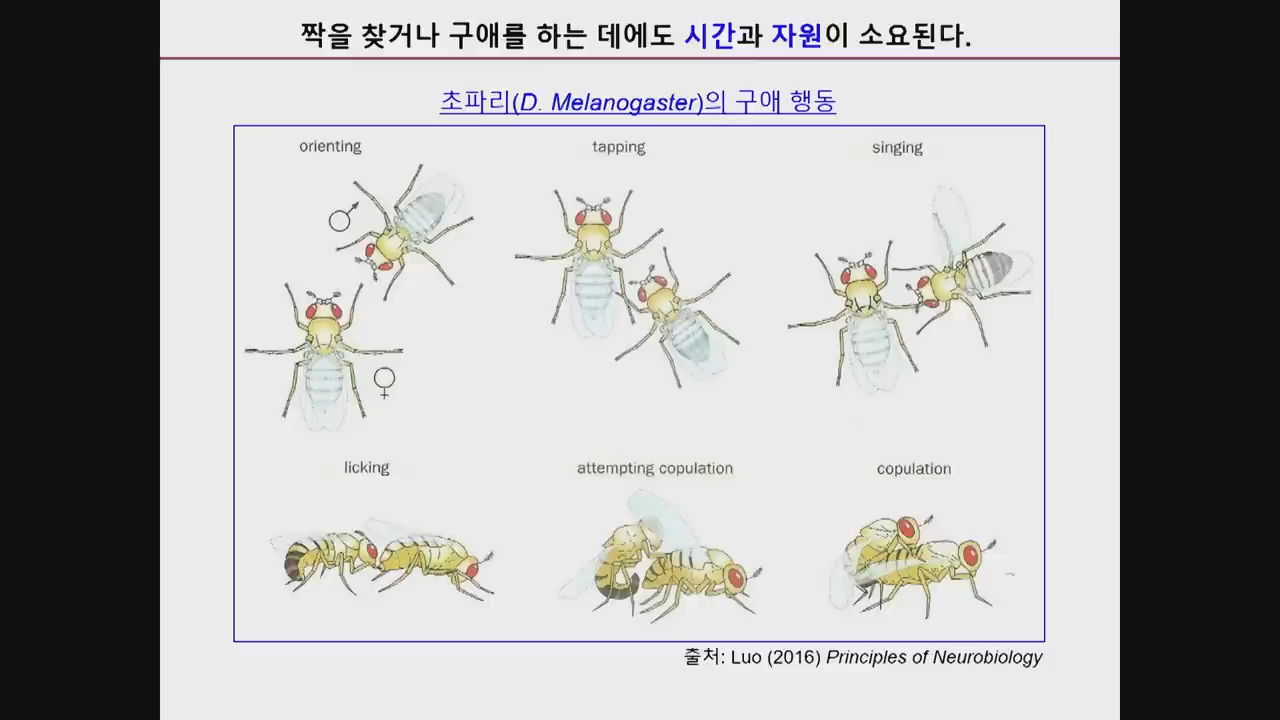 짝을 찾거나 구애를 하는 데에도 시간과 자원이 소요된다.
초파리(D. Melanogaster)의 구애 행동
orienting
tapping
singing
licking
attempting copulation
copulation
출처: Luo (2016) Principles of Neurobiology